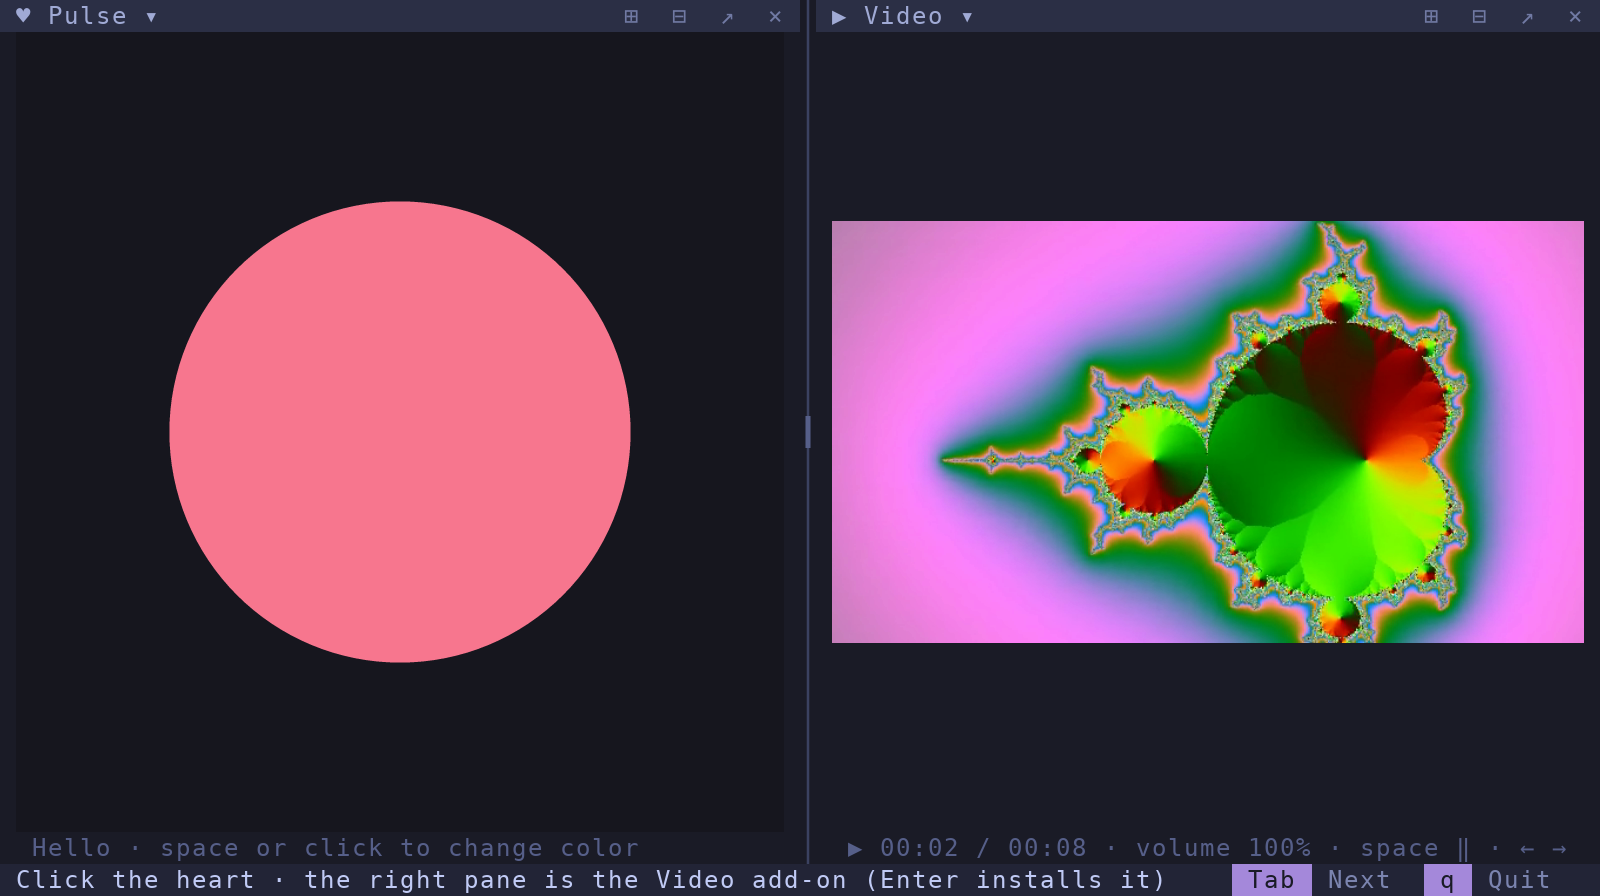 ♥ Pulse ▾ ⊞ ⊟ ↗ ×
▶ Video ▾ ⊞ ⊟ ↗ ×
Hello · space or click to change color
▶ 00:02 / 00:08 · volume 100% · space ‖ · ← →
Click the heart · the right pane is the Video add-on (Enter installs it) Tab Next q Quit